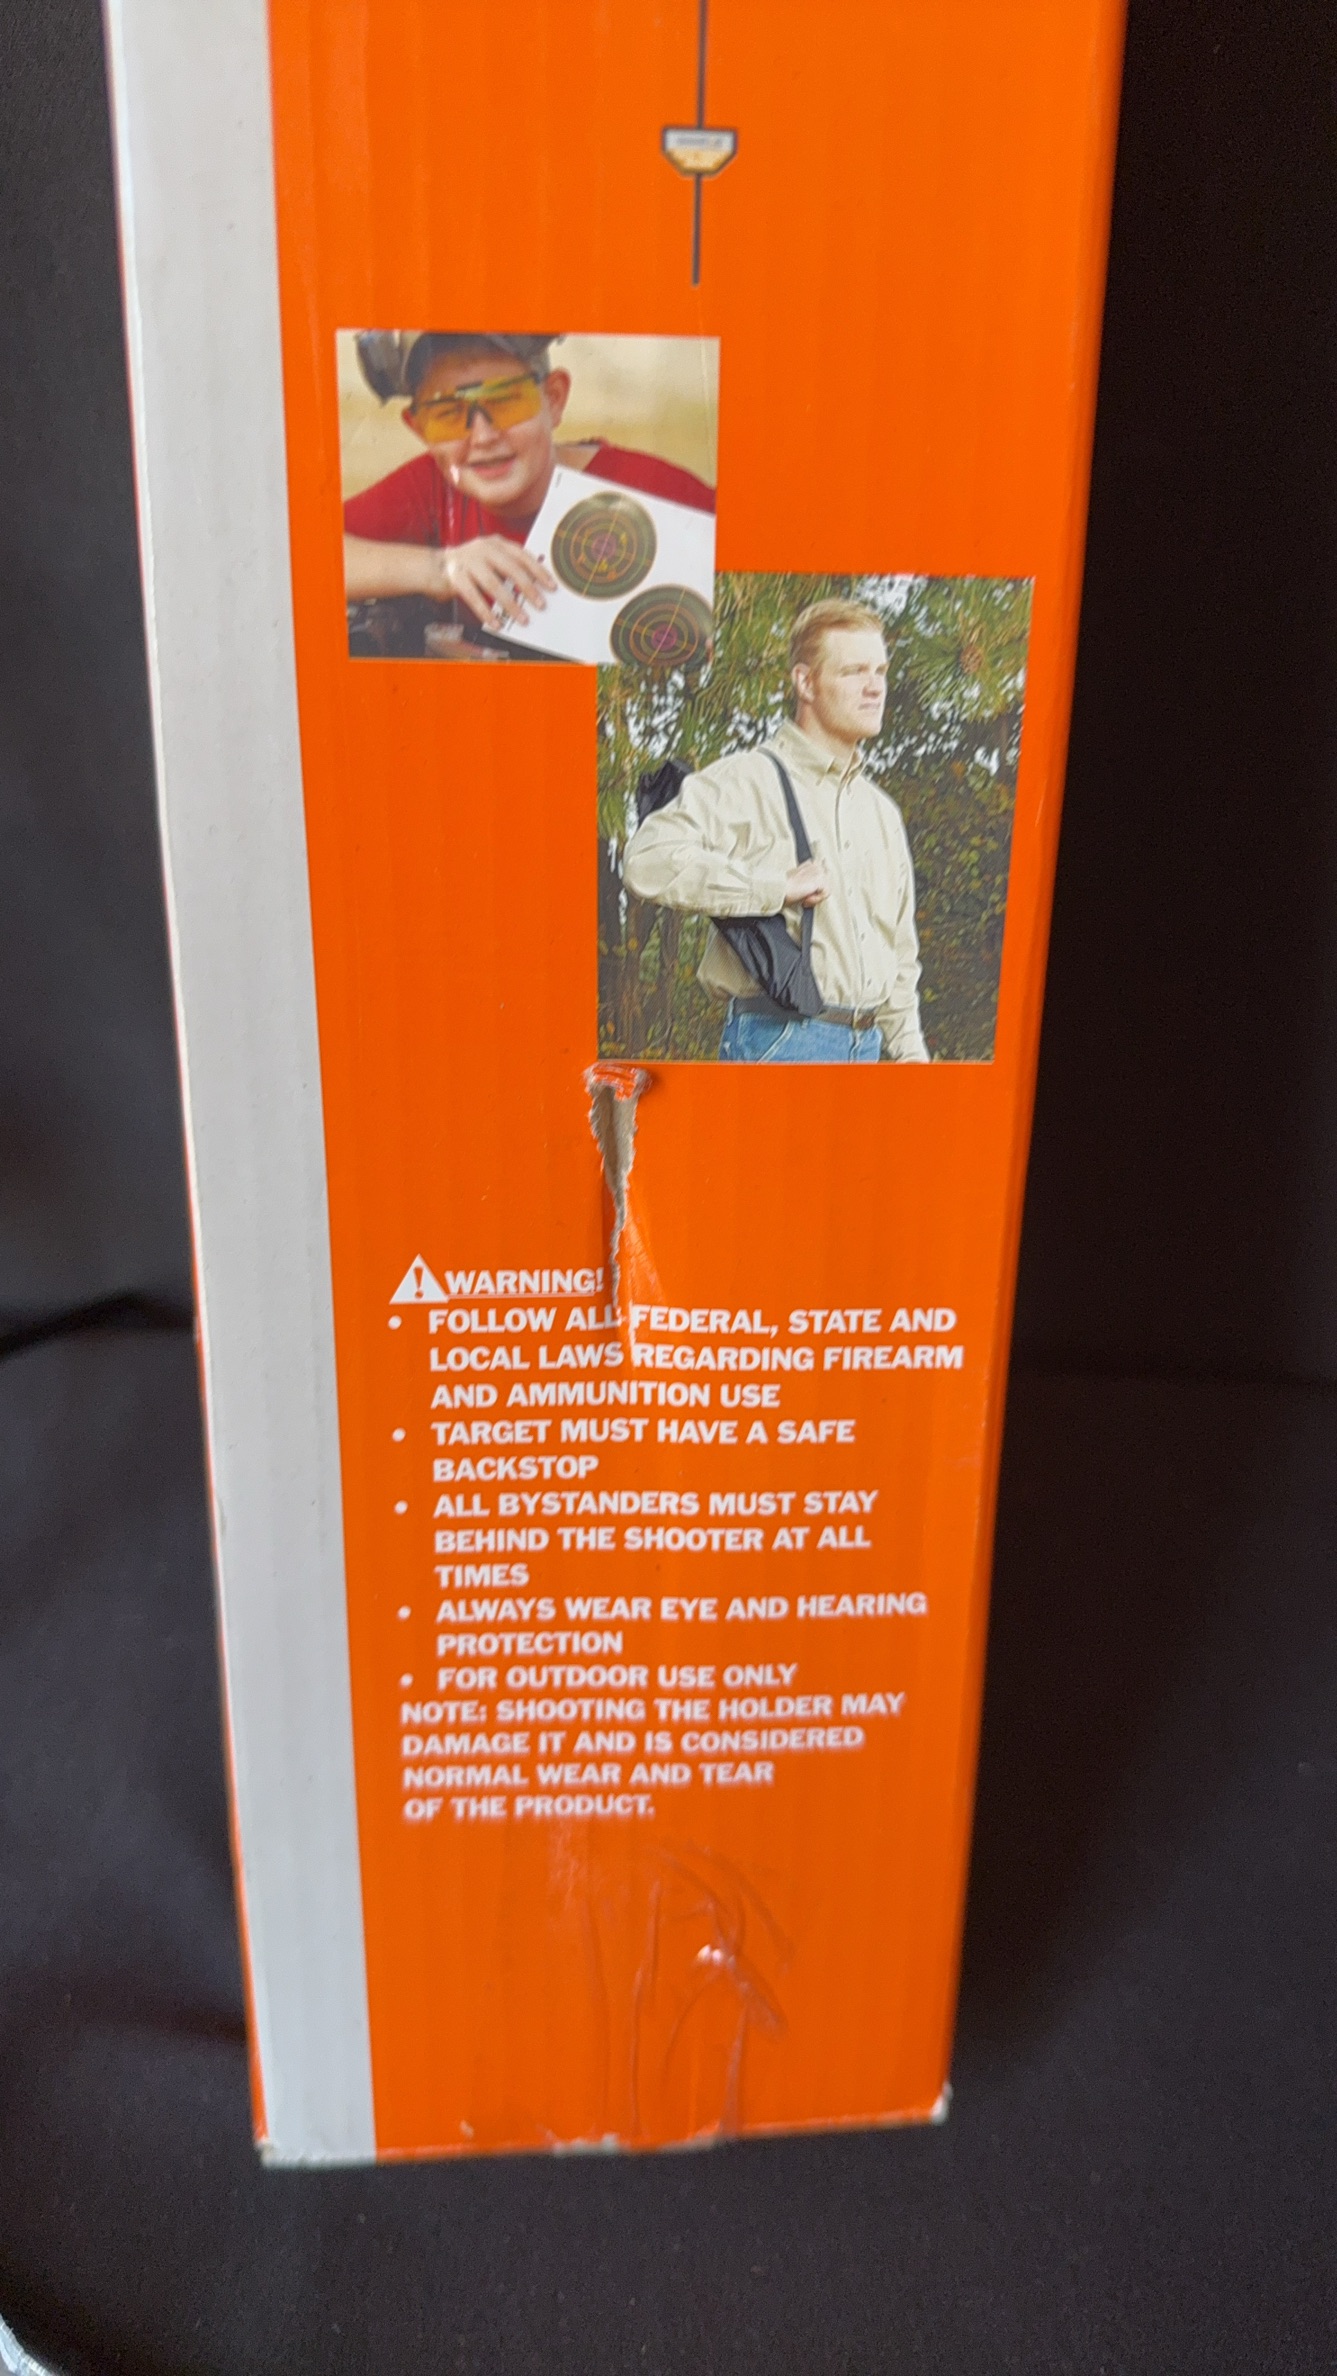 WARNING!
• FOLLOW ALL FEDERAL, STATE AND
LOCAL LAWS REGARDING FIREARM
AND AMMUNITION USE
• TARGET MUST HAVE A SAFE
BACKSTOP
• ALL BYSTANDERS MUST STAY
BEHIND THE SHOOTER AT ALL
TIMES
• ALWAYS WEAR EYE AND HEARING
PROTECTION
• FOR OUTDOOR USE ONLY
NOTE: SHOOTING THE HOLDER MAY
DAMAGE IT AND IS CONSIDERED
NORMAL WEAR AND TEAR
OF THE PRODUCT.